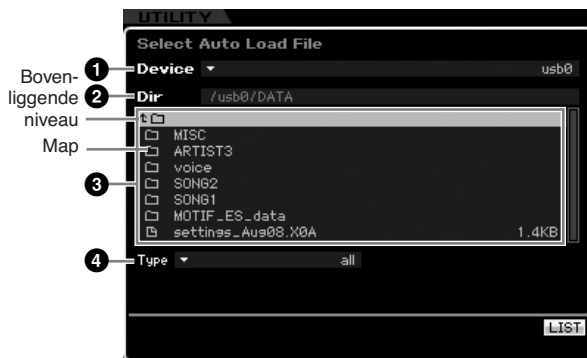 UTILITY
Select Auto Load File
1 Device usb0
Boven-
liggende
niveau
2 Dir /usb0/DATA
MISC
Map ARTIST3
voice
3 SONG2
SONG1
MOTIF_ES_data
settings_Aug08.X0A 1.4KB
4 Type all
LIST